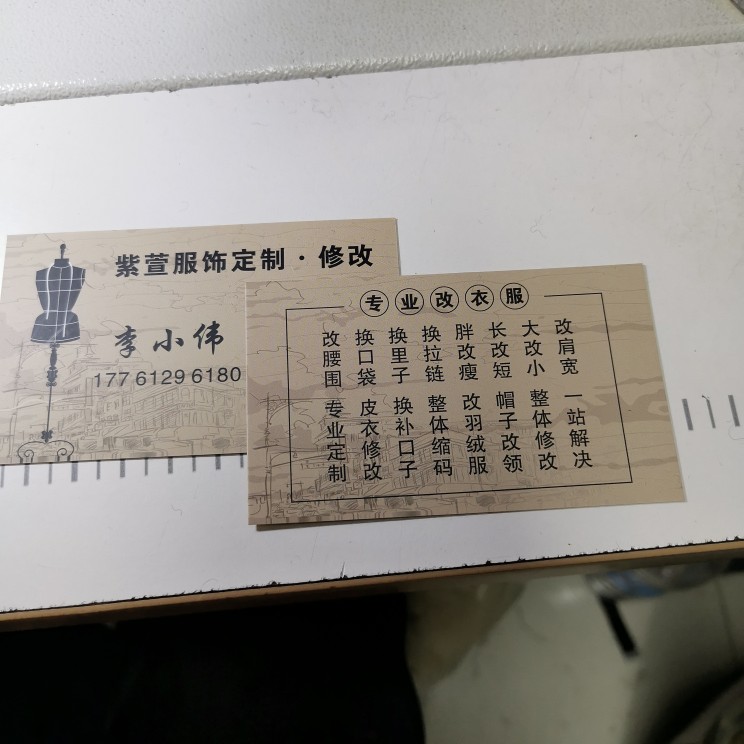 紫萱服饰定制·修改
李小伟
17761296180
专业改衣服
改腰围
换口袋
换里子
换拉链
胖改瘦
长改短
大改小
改肩宽
专业定制
皮衣修改
换补口子
整体缩码
改羽绒服
帽子改领
整体修改
一站解决